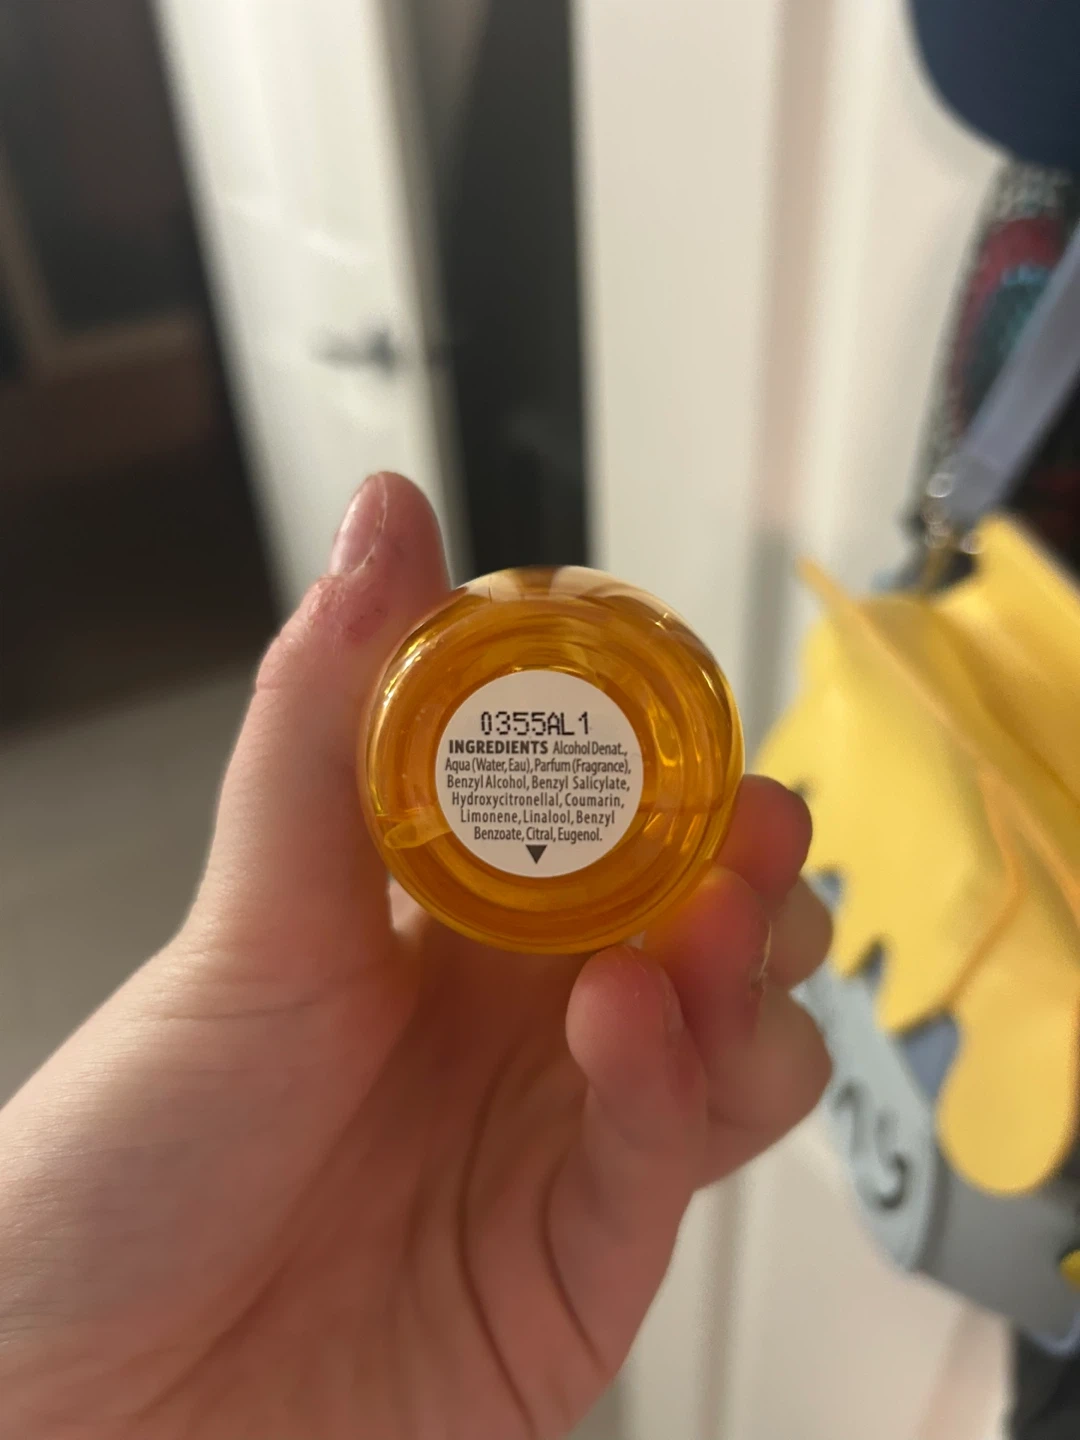 0355AL1
INGREDIENTS Alcohol Denat.,
Aqua (Water, Eau), Parfum (Fragrance),
Benzyl Alcohol, Benzyl Salicylate,
Hydroxycitronellal, Coumarin,
Limonene, Linalool, Benzyl
Benzoate, Citral, Eugenol.